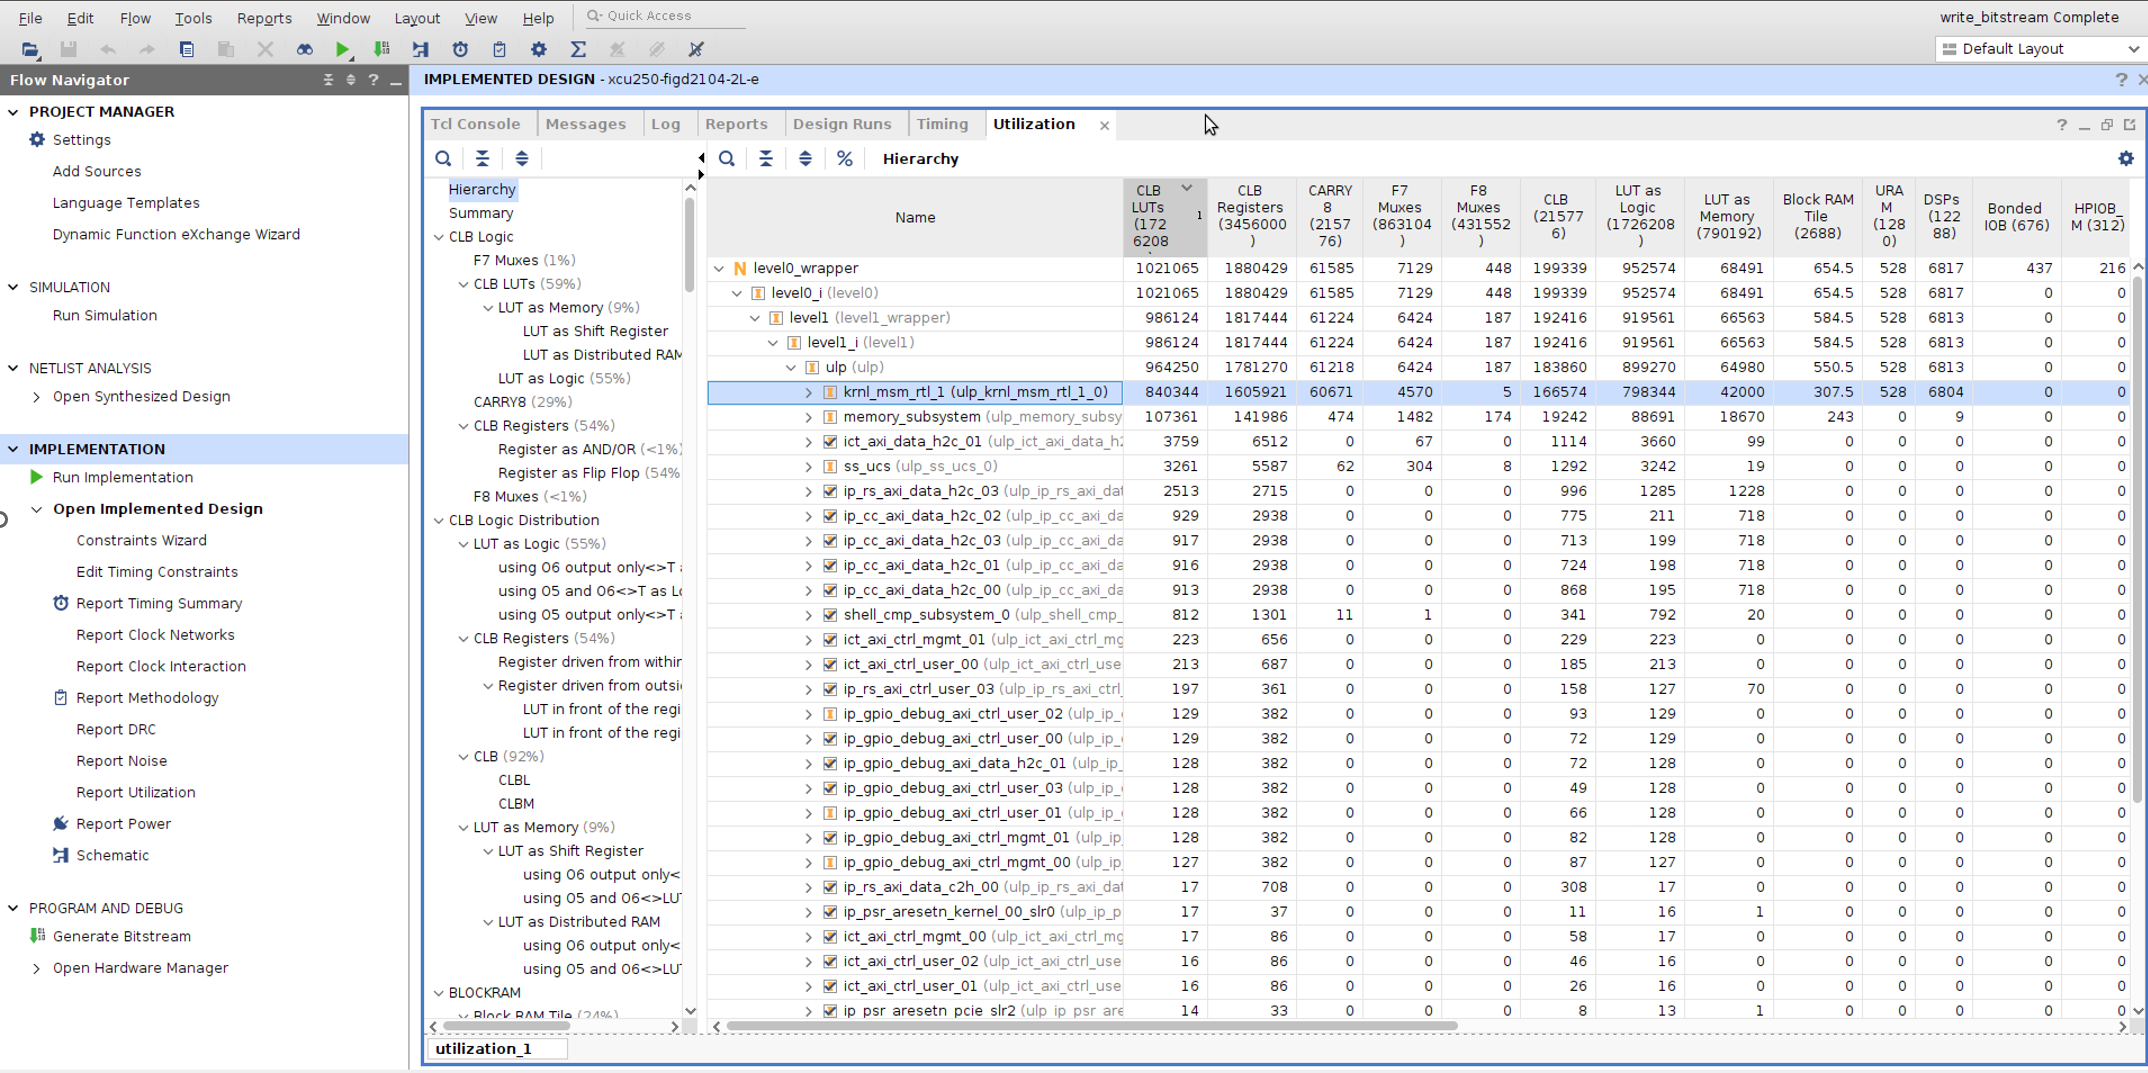 File Edit Flow Tools Reports Window Layout View Help Quick Access write_bitstream Complete
Default Layout
Flow Navigator ? _
IMPLEMENTED DESIGN - xcu250-figd2104-2L-e ?
PROJECT MANAGER
Settings
Add Sources
Language Templates
Dynamic Function eXchange Wizard
SIMULATION
Run Simulation
NETLIST ANALYSIS
Open Synthesized Design
IMPLEMENTATION
Run Implementation
Open Implemented Design
Constraints Wizard
Edit Timing Constraints
Report Timing Summary
Report Clock Networks
Report Clock Interaction
Report Methodology
Report DRC
Report Noise
Report Utilization
Report Power
Schematic
PROGRAM AND DEBUG
Generate Bitstream
Open Hardware Manager
Tcl Console Messages Log Reports Design Runs Timing Utilization ×
Hierarchy
Summary
CLB Logic
F7 Muxes (1%)
CLB LUTs (59%)
LUT as Memory (9%)
LUT as Shift Register
LUT as Distributed RAM
LUT as Logic (55%)
CARRY8 (29%)
CLB Registers (54%)
Register as AND/OR (<1%)
Register as Flip Flop (54%
F8 Muxes (<1%)
CLB Logic Distribution
LUT as Logic (55%)
using O6 output only<>T
using O5 and O6<>T as L
using O5 output only<>T
CLB Registers (54%)
Register driven from within
Register driven from outsi
LUT in front of the regi
LUT in front of the regi
CLB (92%)
CLBL
CLBM
LUT as Memory (9%)
LUT as Shift Register
using O6 output only<
using O5 and O6<>LUT
LUT as Distributed RAM
using O6 output only<
using O5 and O6<>LUT
BLOCKRAM
Block RAM Tile (24%)
% Hierarchy
Name
CLB LUTs (1726208) 1
CLB Registers (3456000)
CARRY8 (215776)
F7 Muxes (863104)
F8 Muxes (431552)
CLB (215776)
LUT as Logic (1726208)
LUT as Memory (790192)
Block RAM Tile (2688)
URAM (1280)
DSPs (12288)
Bonded IOB (676)
HPIOB_M (312)
N level0_wrapper 1021065 1880429 61585 7129 448 199339 952574 68491 654.5 528 6817 437 216
level0_i (level0) 1021065 1880429 61585 7129 448 199339 952574 68491 654.5 528 6817 0 0
level1 (level1_wrapper) 986124 1817444 61224 6424 187 192416 919561 66563 584.5 528 6813 0 0
level1_i (level1) 986124 1817444 61224 6424 187 192416 919561 66563 584.5 528 6813 0 0
ulp (ulp) 964250 1781270 61218 6424 187 183860 899270 64980 550.5 528 6813 0 0
krnl_msm_rtl_1 (ulp_krnl_msm_rtl_1_0) 840344 1605921 60671 4570 5 166574 798344 42000 307.5 528 6804 0 0
memory_subsystem (ulp_memory_subsy 107361 141986 474 1482 174 19242 88691 18670 243 0 9 0 0
ict_axi_data_h2c_01 (ulp_ict_axi_data_h2 3759 6512 0 67 0 1114 3660 99 0 0 0 0 0
ss_ucs (ulp_ss_ucs_0) 3261 5587 62 304 8 1292 3242 19 0 0 0 0 0
ip_rs_axi_data_h2c_03 (ulp_ip_rs_axi_dat 2513 2715 0 0 0 996 1285 1228 0 0 0 0 0
ip_cc_axi_data_h2c_02 (ulp_ip_cc_axi_da 929 2938 0 0 0 775 211 718 0 0 0 0 0
ip_cc_axi_data_h2c_03 (ulp_ip_cc_axi_da 917 2938 0 0 0 713 199 718 0 0 0 0 0
ip_cc_axi_data_h2c_01 (ulp_ip_cc_axi_da 916 2938 0 0 0 724 198 718 0 0 0 0 0
ip_cc_axi_data_h2c_00 (ulp_ip_cc_axi_da 913 2938 0 0 0 868 195 718 0 0 0 0 0
shell_cmp_subsystem_0 (ulp_shell_cmp_ 812 1301 11 1 0 341 792 20 0 0 0 0 0
ict_axi_ctrl_mgmt_01 (ulp_ict_axi_ctrl_mg 223 656 0 0 0 229 223 0 0 0 0 0 0
ict_axi_ctrl_user_00 (ulp_ict_axi_ctrl_use 213 687 0 0 0 185 213 0 0 0 0 0 0
ip_rs_axi_ctrl_user_03 (ulp_ip_rs_axi_ctrl_ 197 361 0 0 0 158 127 70 0 0 0 0 0
ip_gpio_debug_axi_ctrl_user_02 (ulp_ip_ 129 382 0 0 0 93 129 0 0 0 0 0 0
ip_gpio_debug_axi_ctrl_user_00 (ulp_ip_ 129 382 0 0 0 72 129 0 0 0 0 0 0
ip_gpio_debug_axi_data_h2c_01 (ulp_ip_ 128 382 0 0 0 72 128 0 0 0 0 0 0
ip_gpio_debug_axi_ctrl_user_03 (ulp_ip_ 128 382 0 0 0 49 128 0 0 0 0 0 0
ip_gpio_debug_axi_ctrl_user_01 (ulp_ip_ 128 382 0 0 0 66 128 0 0 0 0 0 0
ip_gpio_debug_axi_ctrl_mgmt_01 (ulp_ip 128 382 0 0 0 82 128 0 0 0 0 0 0
ip_gpio_debug_axi_ctrl_mgmt_00 (ulp_ip 127 382 0 0 0 87 127 0 0 0 0 0 0
ip_rs_axi_data_c2h_00 (ulp_ip_rs_axi_dat 17 708 0 0 0 308 17 0 0 0 0 0 0
ip_psr_aresetn_kernel_00_slr0 (ulp_ip_p 17 37 0 0 0 11 16 1 0 0 0 0 0
ict_axi_ctrl_mgmt_00 (ulp_ict_axi_ctrl_mg 17 86 0 0 0 58 17 0 0 0 0 0 0
ict_axi_ctrl_user_02 (ulp_ict_axi_ctrl_use 16 86 0 0 0 46 16 0 0 0 0 0 0
ict_axi_ctrl_user_01 (ulp_ict_axi_ctrl_use 16 86 0 0 0 26 16 0 0 0 0 0 0
ip_psr_aresetn_pcie_slr2 (ulp_ip_psr_are 14 33 0 0 0 8 13 1 0 0 0 0 0
utilization_1